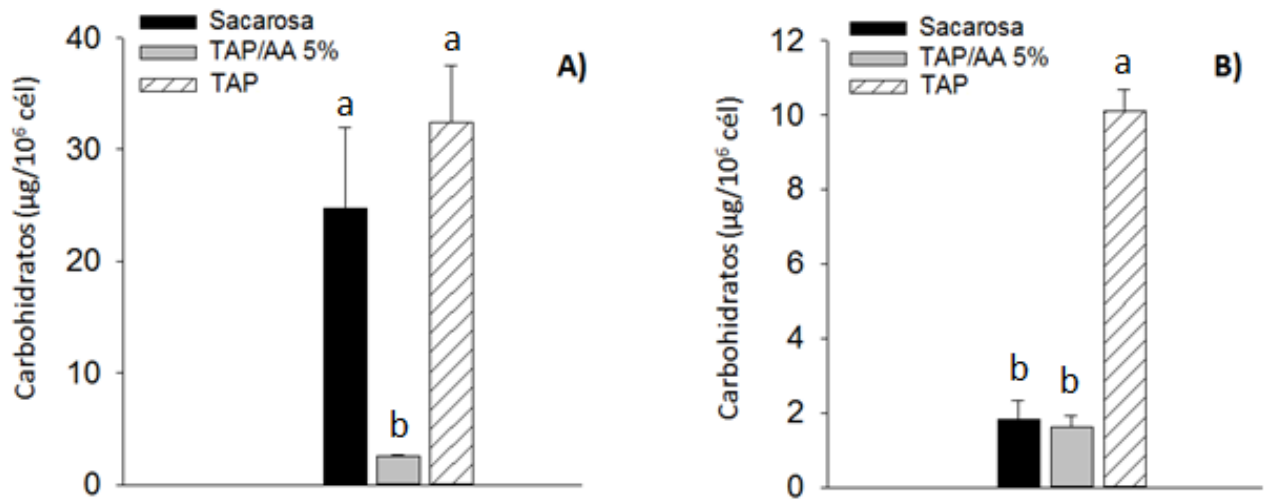 Sacarosa
TAP/AA 5%
TAP
A)
Carbohidratos (µg/10⁶ cél)
40
30
20
10
0
a
b
a
Sacarosa
TAP/AA 5%
TAP
B)
Carbohidratos (µg/10⁶ cél)
12
10
8
6
4
2
0
b
b
a